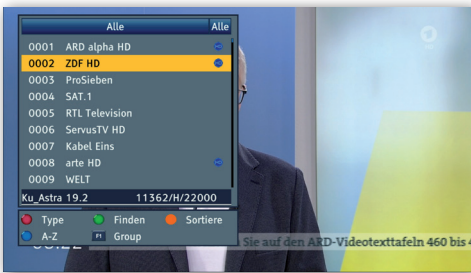 Alle Alle
0001 ARD alpha HD
0002 ZDF HD
0003 ProSieben
0004 SAT.1
0005 RTL Television
0006 ServusTV HD
0007 Kabel Eins
0008 arte HD
0009 WELT
Ku_Astra 19.2 11362/H/22000
Type Finden Sortiere
A-Z F1 Group
Sie auf den ARD-Videotexttafeln 460 bis 4